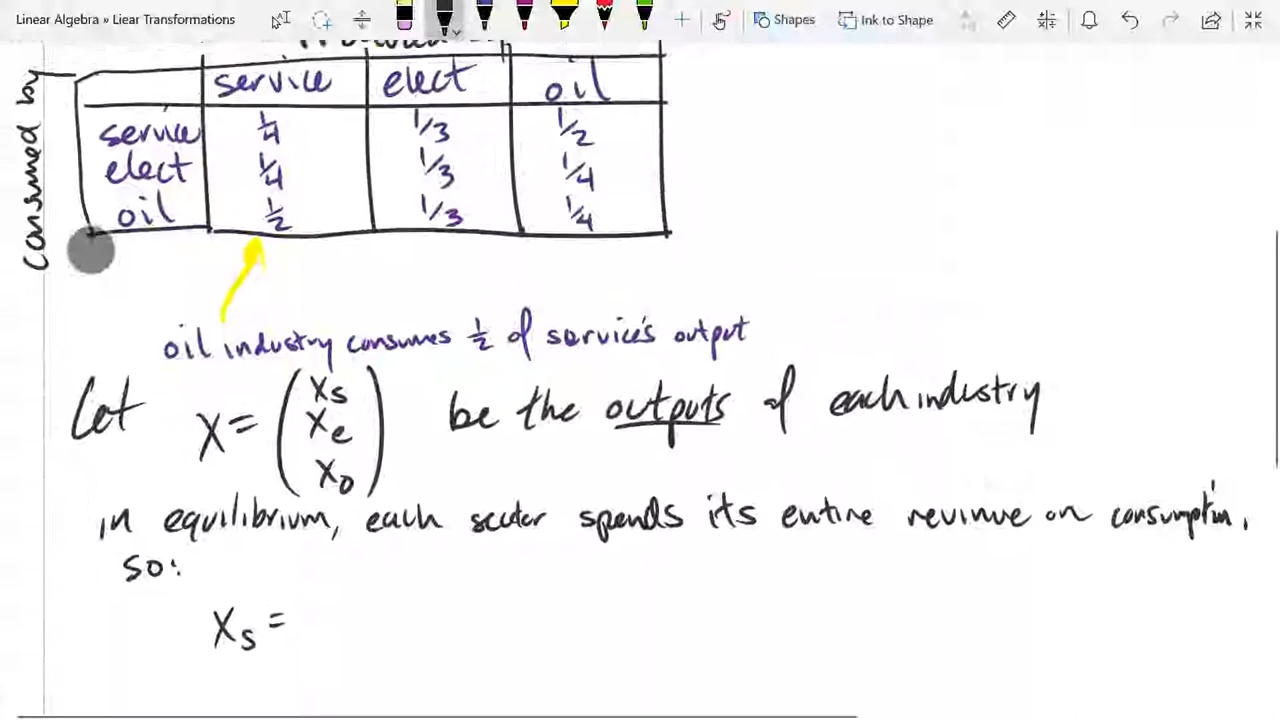 Linear Algebra » Liear Transformations
Shapes
Ink to Shape
Consumed by
service elect oil
service 1/4 1/3 1/2
elect 1/4 1/3 1/4
oil 1/2 1/3 1/4
oil industry consumes 1/2 of service's output
Let X = (xs xe xo) be the outputs of each industry
in equilibrium, each sector spends its entire revinue on consumptin,
so:
Xs =